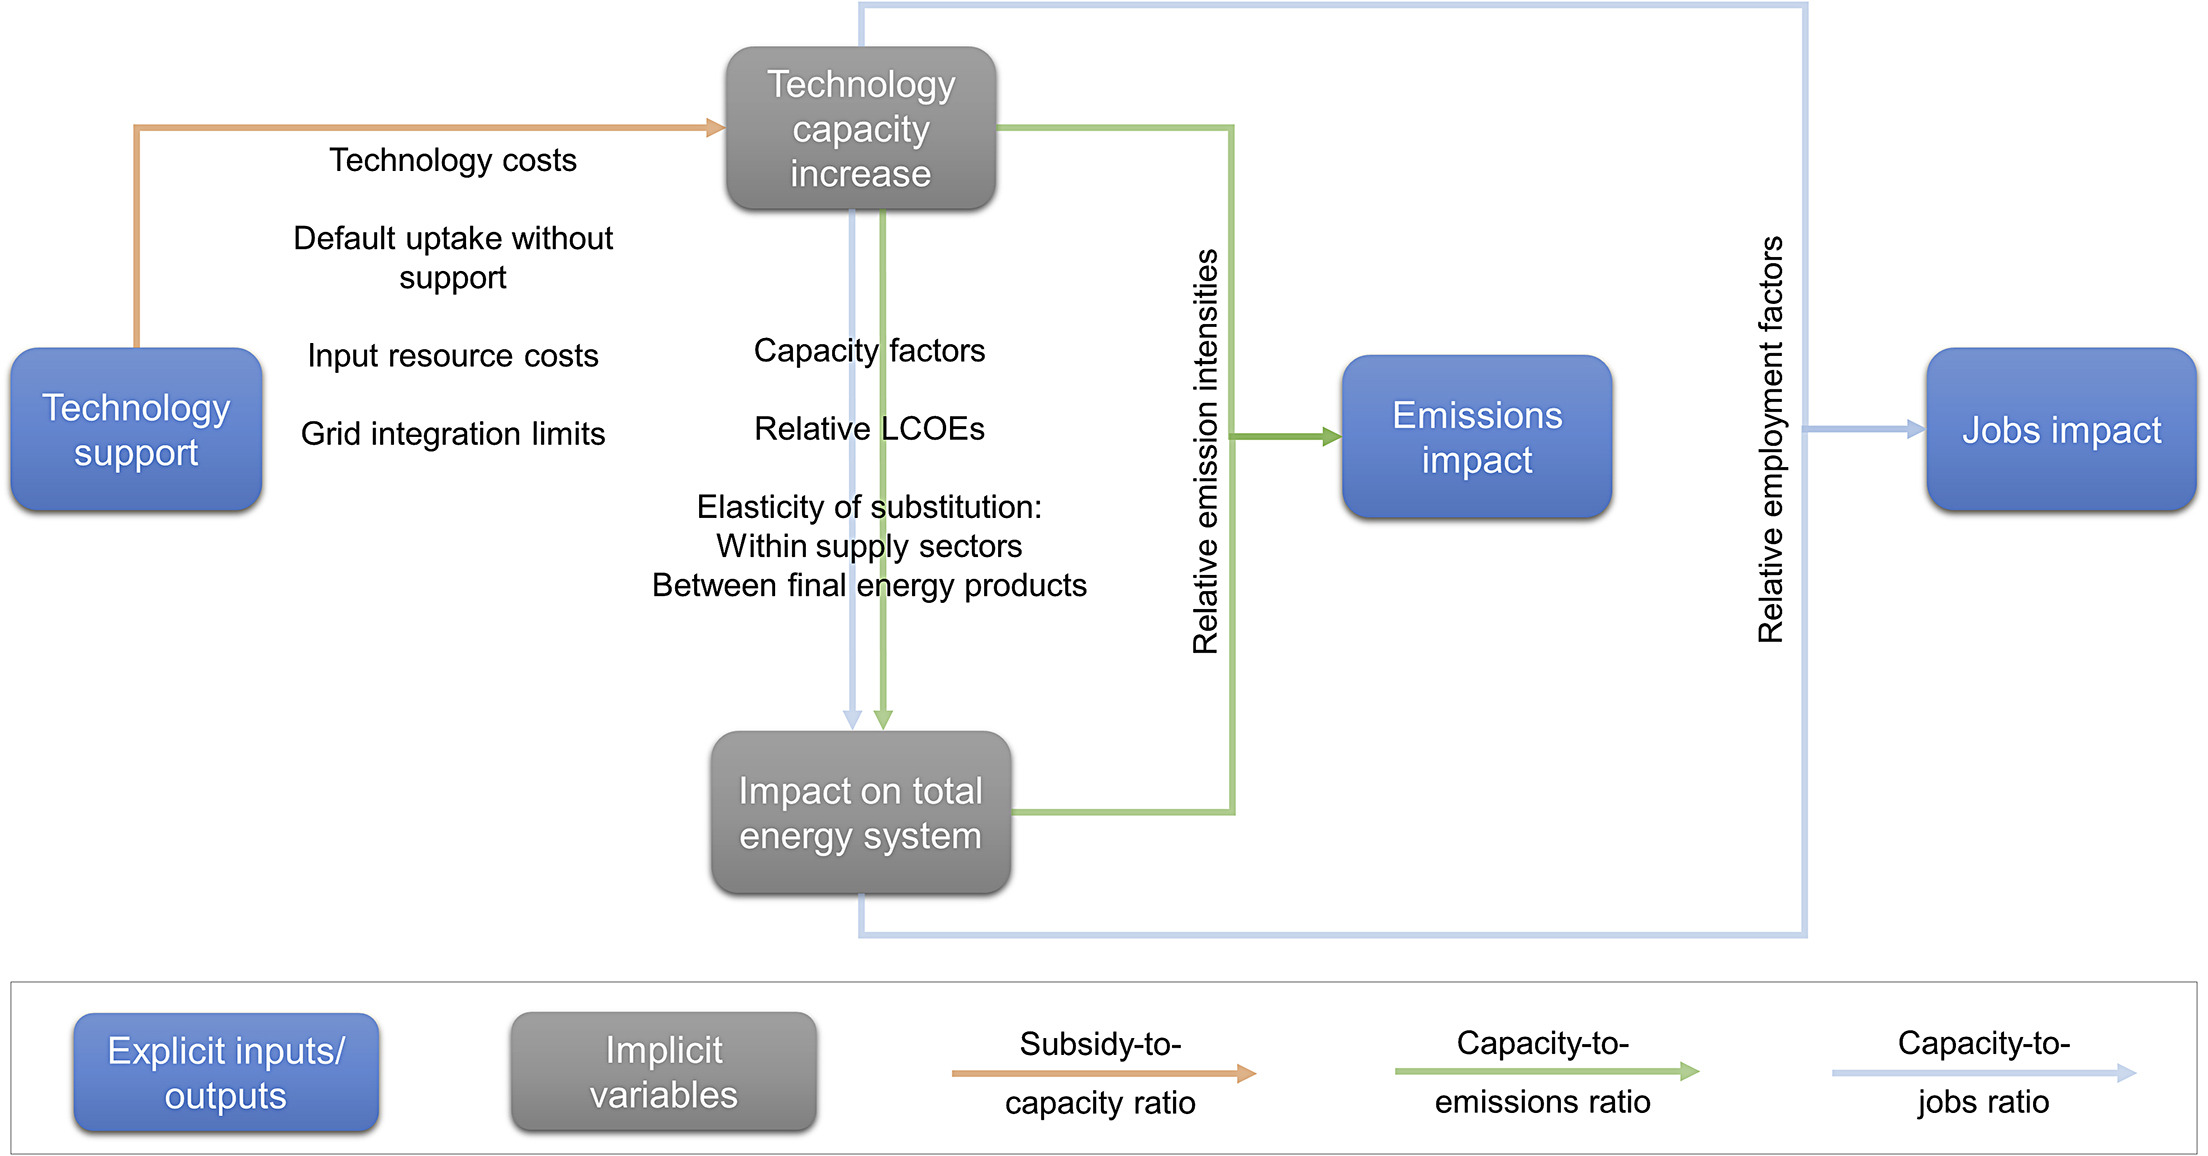 Technology
capacity
increase
Technology costs
Default uptake without
support
Input resource costs
Grid integration limits
Technology
support
Capacity factors
Relative LCOEs
Elasticity of substitution:
Within supply sectors
Between final energy products
Relative emission intensities
Emissions
impact
Relative employment factors
Jobs impact
Impact on total
energy system
Explicit inputs/
outputs
Implicit
variables
Subsidy-to-
capacity ratio
Capacity-to-
emissions ratio
Capacity-to-
jobs ratio